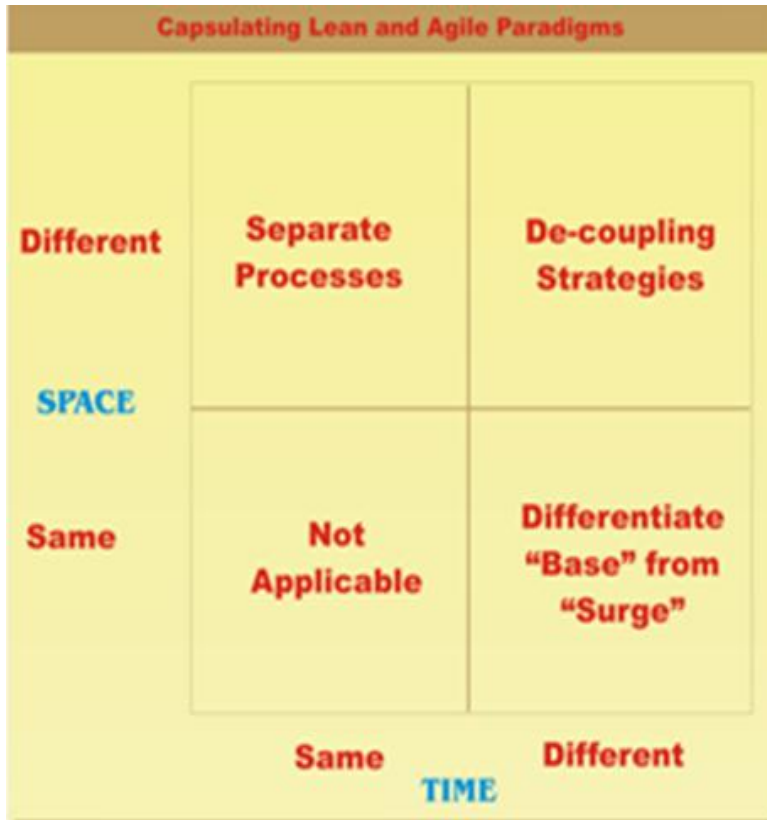 Capsulating Lean and Agile Paradigms
Different
Separate
Processes
De-coupling
Strategies
SPACE
Same
Not
Applicable
Differentiate
“Base” from
“Surge”
Same
Different
TIME